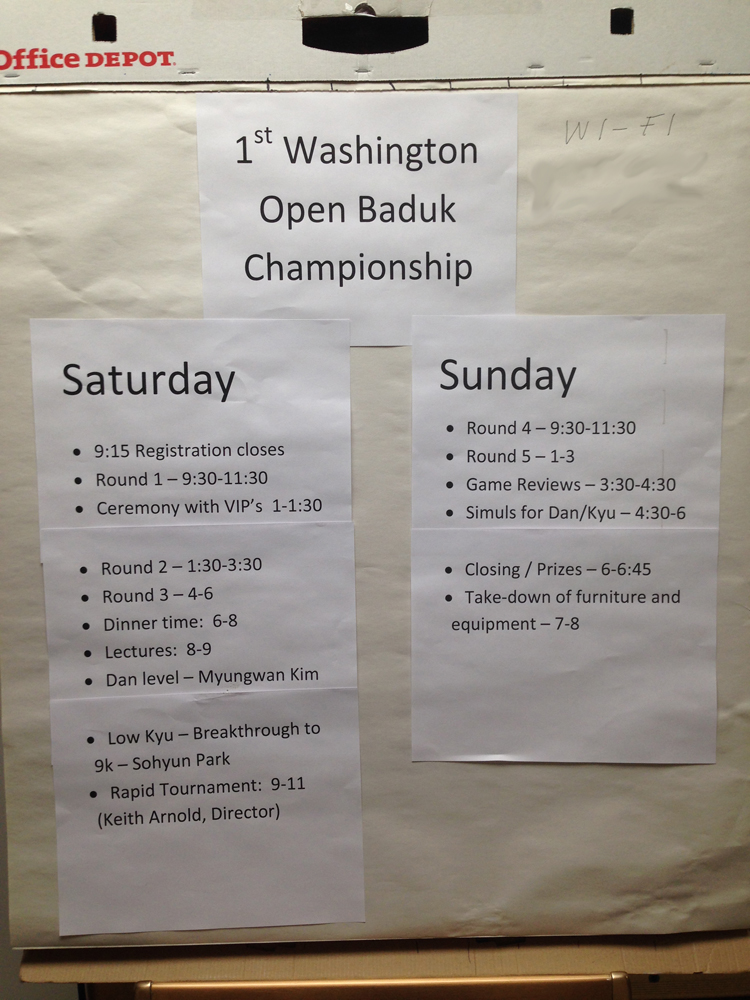 Office DEPOT.
WI-FI
1st Washington
Open Baduk
Championship
Saturday
• 9:15 Registration closes
• Round 1 – 9:30-11:30
• Ceremony with VIP's 1-1:30
• Round 2 – 1:30-3:30
• Round 3 – 4-6
• Dinner time: 6-8
• Lectures: 8-9
• Dan level – Myungwan Kim
• Low Kyu – Breakthrough to
9k – Sohyun Park
• Rapid Tournament: 9-11
(Keith Arnold, Director)
Sunday
• Round 4 – 9:30-11:30
• Round 5 – 1-3
• Game Reviews – 3:30-4:30
• Simuls for Dan/Kyu – 4:30-6
• Closing / Prizes – 6-6:45
• Take-down of furniture and
equipment – 7-8